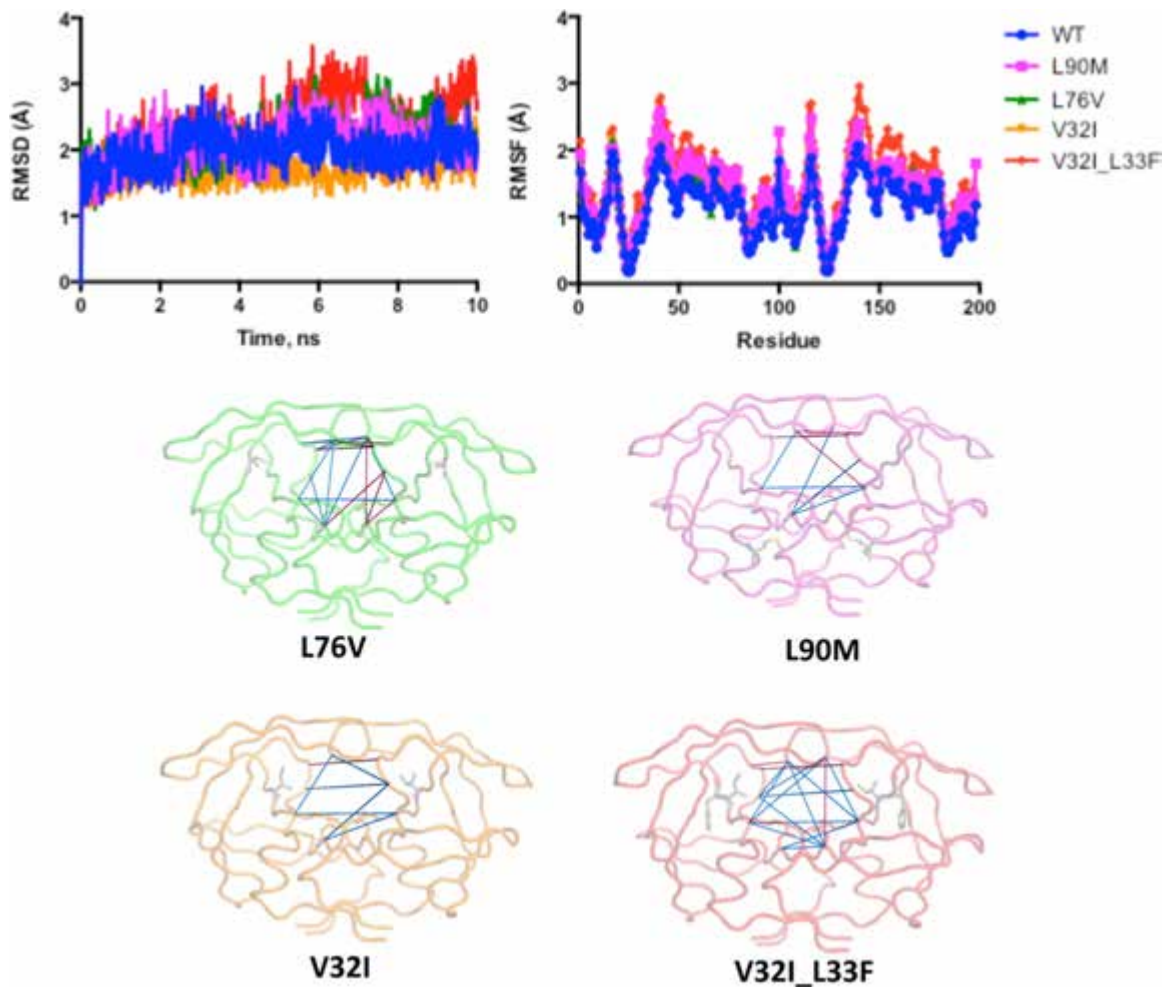 4
3
2
1
0
RMSD (Å)
0 2 4 6 8 10
Time, ns
4
3
2
1
0
RMSF (Å)
0 50 100 150 200
Residue
WT
L90M
L76V
V32I
V32I_L33F
L76V
L90M
V32I
V32I_L33F